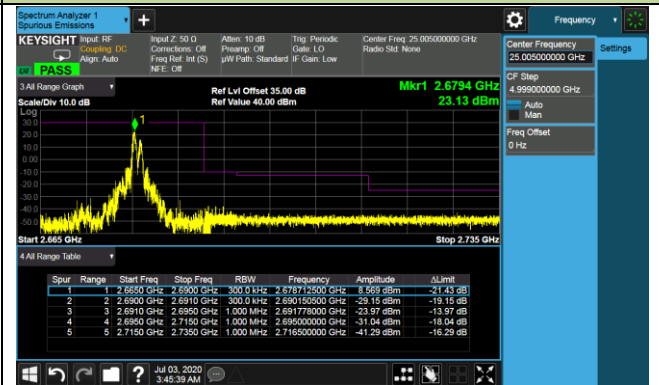 Spectrum Analyzer 1
Spurious Emissions
Frequency
KEYSIGHT
Input: RF
Coupling: DC
Align: Auto
Input Z: 50 Ω
Corrections: Off
Freq Ref: Int (S)
NFE: Off
Atten: 10 dB
Preamp: Off
µW Path: Standard
Trig: Periodic
Gate: LO
IF Gain: Low
Center Freq: 25.005000000 GHz
Radio Std: None
PASS
3 All Range Graph
Scale/Div 10.0 dB
Ref Lvl Offset 35.00 dB
Ref Value 40.00 dBm
Mkr1 2.6794 GHz
23.13 dBm
Log
30.0
20.0
10.0
0.00
-10.0
-20.0
-30.0
-40.0
-50.0
1
Start 2.665 GHz
Stop 2.735 GHz
4 All Range Table
Spur Range Start Freq Stop Freq RBW Frequency Amplitude ΔLimit
1 1 2.6650 GHz 2.6900 GHz 300.0 kHz 2.678712500 GHz 8.569 dBm -21.43 dB
2 2 2.6900 GHz 2.6910 GHz 300.0 kHz 2.690150500 GHz -29.15 dBm -19.15 dB
3 3 2.6910 GHz 2.6950 GHz 1.000 MHz 2.691778000 GHz -23.97 dBm -13.97 dB
4 4 2.6950 GHz 2.7150 GHz 1.000 MHz 2.695000000 GHz -31.04 dBm -18.04 dB
5 5 2.7150 GHz 2.7350 GHz 1.000 MHz 2.716500000 GHz -41.29 dBm -16.29 dB
Center Frequency
25.005000000 GHz
Settings
CF Step
4.999000000 GHz
Auto
Man
Freq Offset
0 Hz
Jul 03, 2020
3:45:39 AM